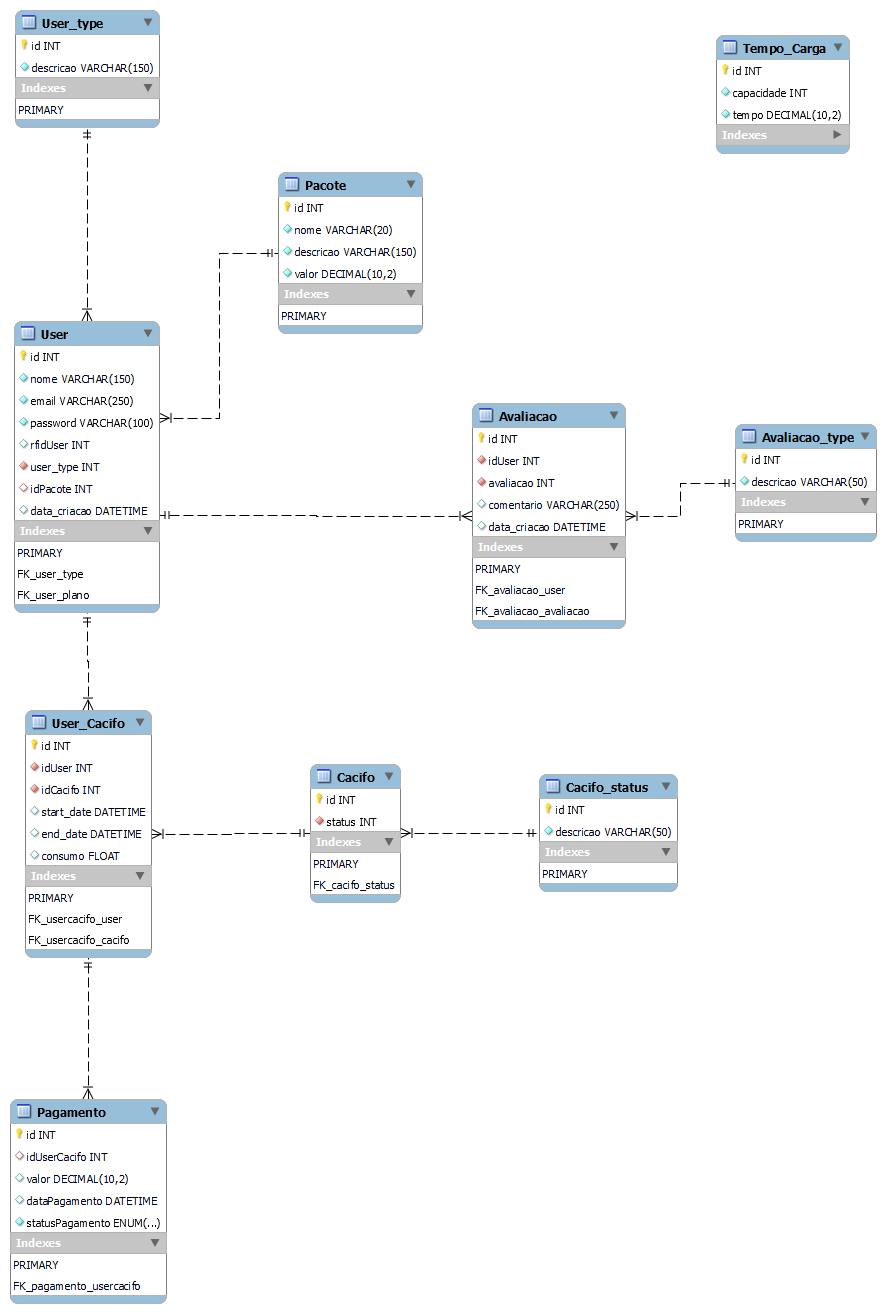 User_type
id INT
descricao VARCHAR(150)
Indexes
PRIMARY
Tempo_Carga
id INT
capacidade INT
tempo DECIMAL(10,2)
Indexes
Pacote
id INT
nome VARCHAR(20)
descricao VARCHAR(150)
valor DECIMAL(10,2)
Indexes
PRIMARY
User
id INT
nome VARCHAR(150)
email VARCHAR(250)
password VARCHAR(100)
rfidUser INT
user_type INT
idPacote INT
data_criacao DATETIME
Indexes
PRIMARY
FK_user_type
FK_user_plano
Avaliacao
id INT
idUser INT
avaliacao INT
comentario VARCHAR(250)
data_criacao DATETIME
Indexes
PRIMARY
FK_avaliacao_user
FK_avaliacao_avaliacao
Avaliacao_type
id INT
descricao VARCHAR(50)
Indexes
PRIMARY
User_Cacifo
id INT
idUser INT
idCacifo INT
start_date DATETIME
end_date DATETIME
consumo FLOAT
Indexes
PRIMARY
FK_usercacifo_user
FK_usercacifo_cacifo
Cacifo
id INT
status INT
Indexes
PRIMARY
FK_cacifo_status
Cacifo_status
id INT
descricao VARCHAR(50)
Indexes
PRIMARY
Pagamento
id INT
idUserCacifo INT
valor DECIMAL(10,2)
dataPagamento DATETIME
statusPagamento ENUM(...)
Indexes
PRIMARY
FK_pagamento_usercacifo